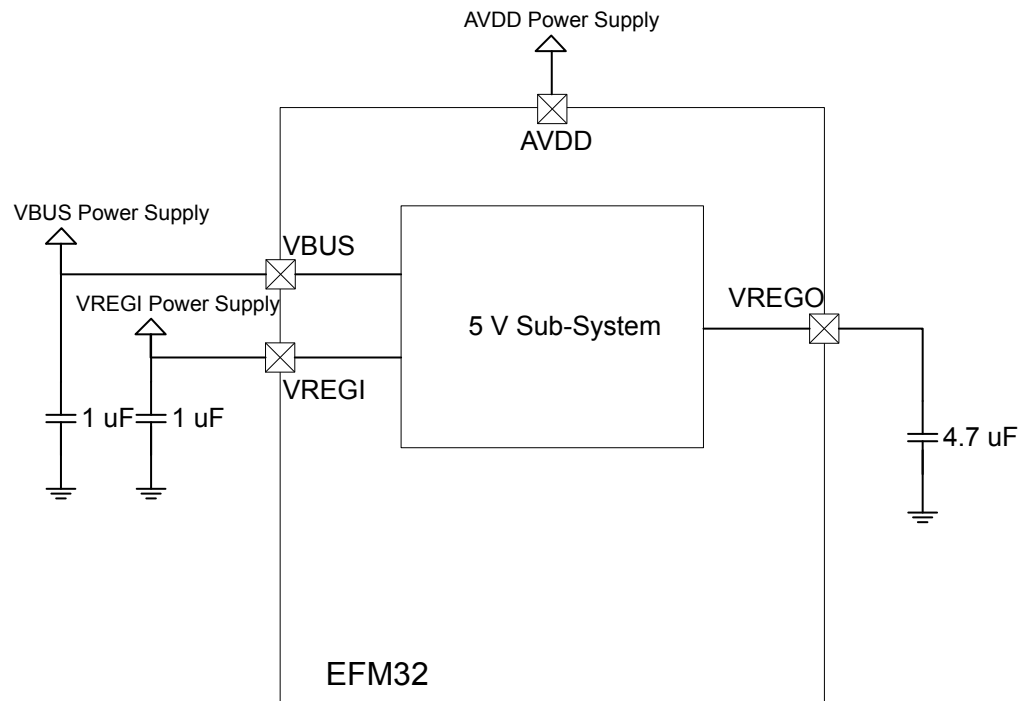 AVDD Power Supply
AVDD
VBUS Power Supply
VBUS
VREGI Power Supply
VREGO
5 V Sub-System
VREGI
1 uF
1 uF
4.7 uF
EFM32